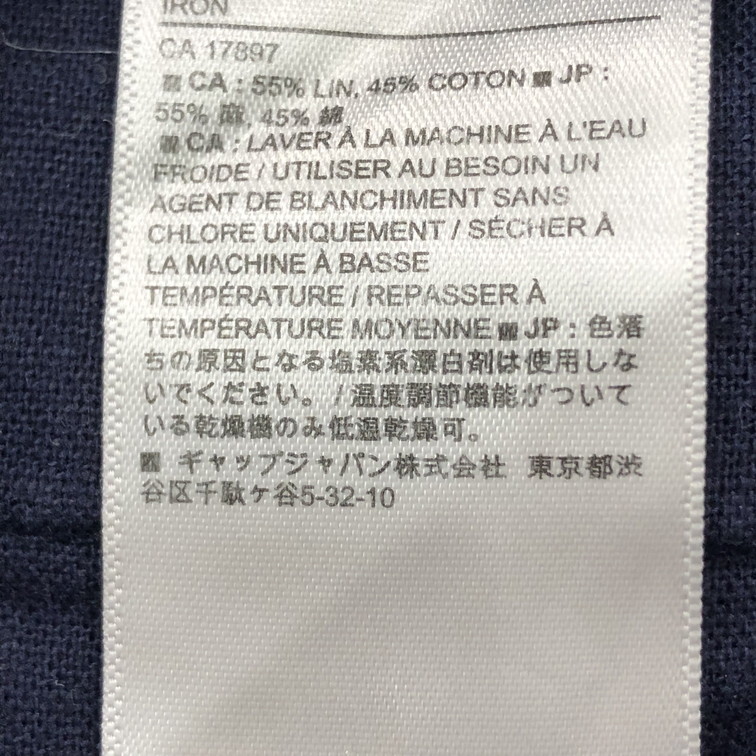 IRON
CA 17897
CA : 55% LIN, 45% COTON ■ JP :
55% 麻, 45% 綿
■ CA : LAVER À LA MACHINE À L'EAU
FROIDE / UTILISER AU BESOIN UN
AGENT DE BLANCHIMENT SANS
CHLORE UNIQUEMENT / SÉCHER À
LA MACHINE À BASSE
TEMPÉRATURE / REPASSER À
TEMPÉRATURE MOYENNE ■ JP : 色落
ちの原因となる塩素系漂白剤は使用しな
いでください。 / 温度調節機能がついて
いる乾燥機のみ低温乾燥可。
■ ギャップジャパン株式会社 東京都渋
谷区千駄ケ谷5-32-10